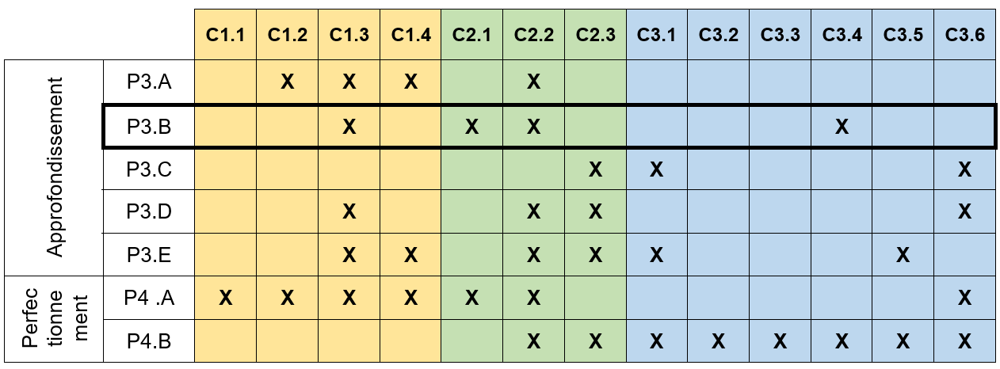 C1.1 C1.2 C1.3 C1.4 C2.1 C2.2 C2.3 C3.1 C3.2 C3.3 C3.4 C3.5 C3.6
Approfondissement
P3.A X X X X
P3.B X X X X
P3.C X X X
P3.D X X X X
P3.E X X X X X X
Perfec
tionne
ment
P4 .A X X X X X X X
P4.B X X X X X X X X